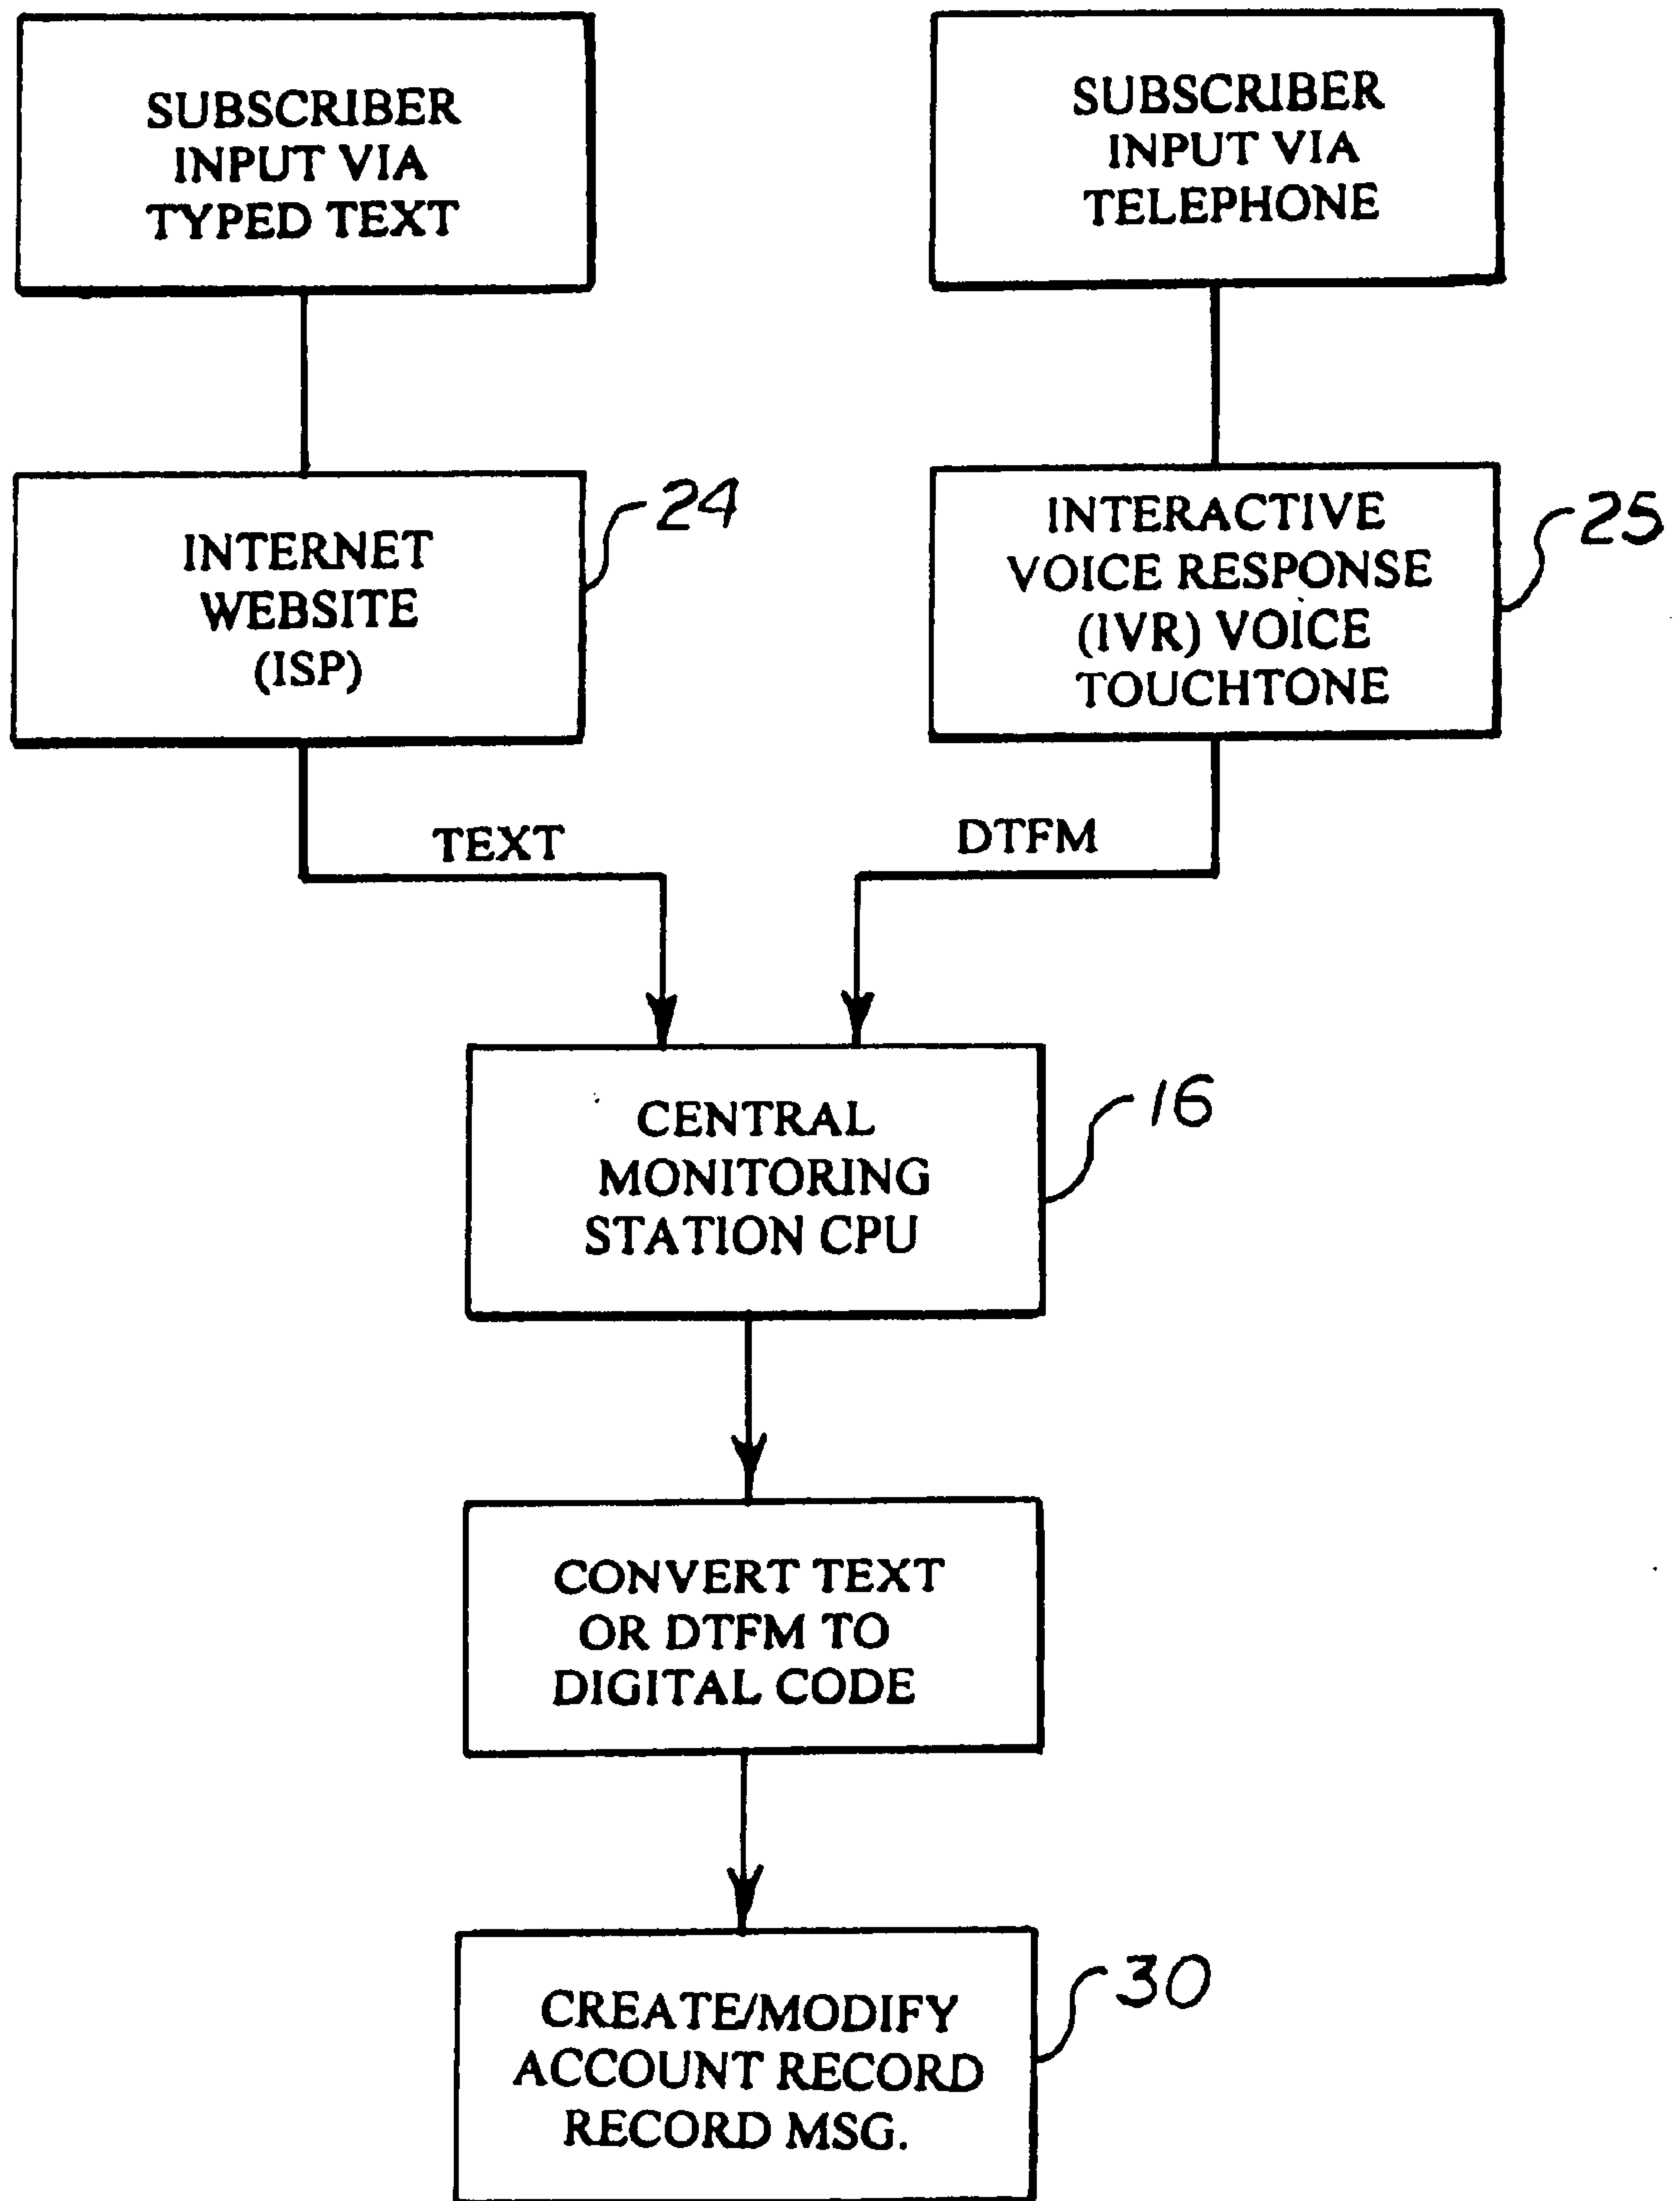 SUBSCRIBER
INPUT VIA
TYPED TEXT
SUBSCRIBER
INPUT VIA
TELEPHONE
INTERNET
WEBSITE
(ISP)
24
INTERACTIVE
VOICE RESPONSE
(IVR) VOICE
TOUCHTONE
25
TEXT
DTFM
CENTRAL
MONITORING
STATION CPU
16
CONVERT TEXT
OR DTFM TO
DIGITAL CODE
CREATE/MODIFY
ACCOUNT RECORD
RECORD MSG.
30